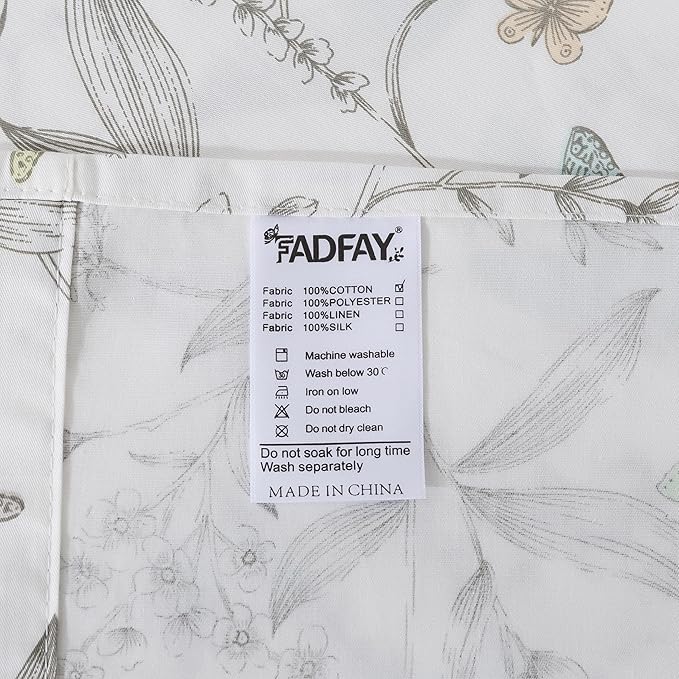 FADFAY®
Fabric 100%COTTON ☑
Fabric 100%POLYESTER ☐
Fabric 100%LINEN ☐
Fabric 100%SILK ☐
Machine washable
Wash below 30 C
Iron on low
Do not bleach
Do not dry clean
Do not soak for long time
Wash separately
MADE IN CHINA